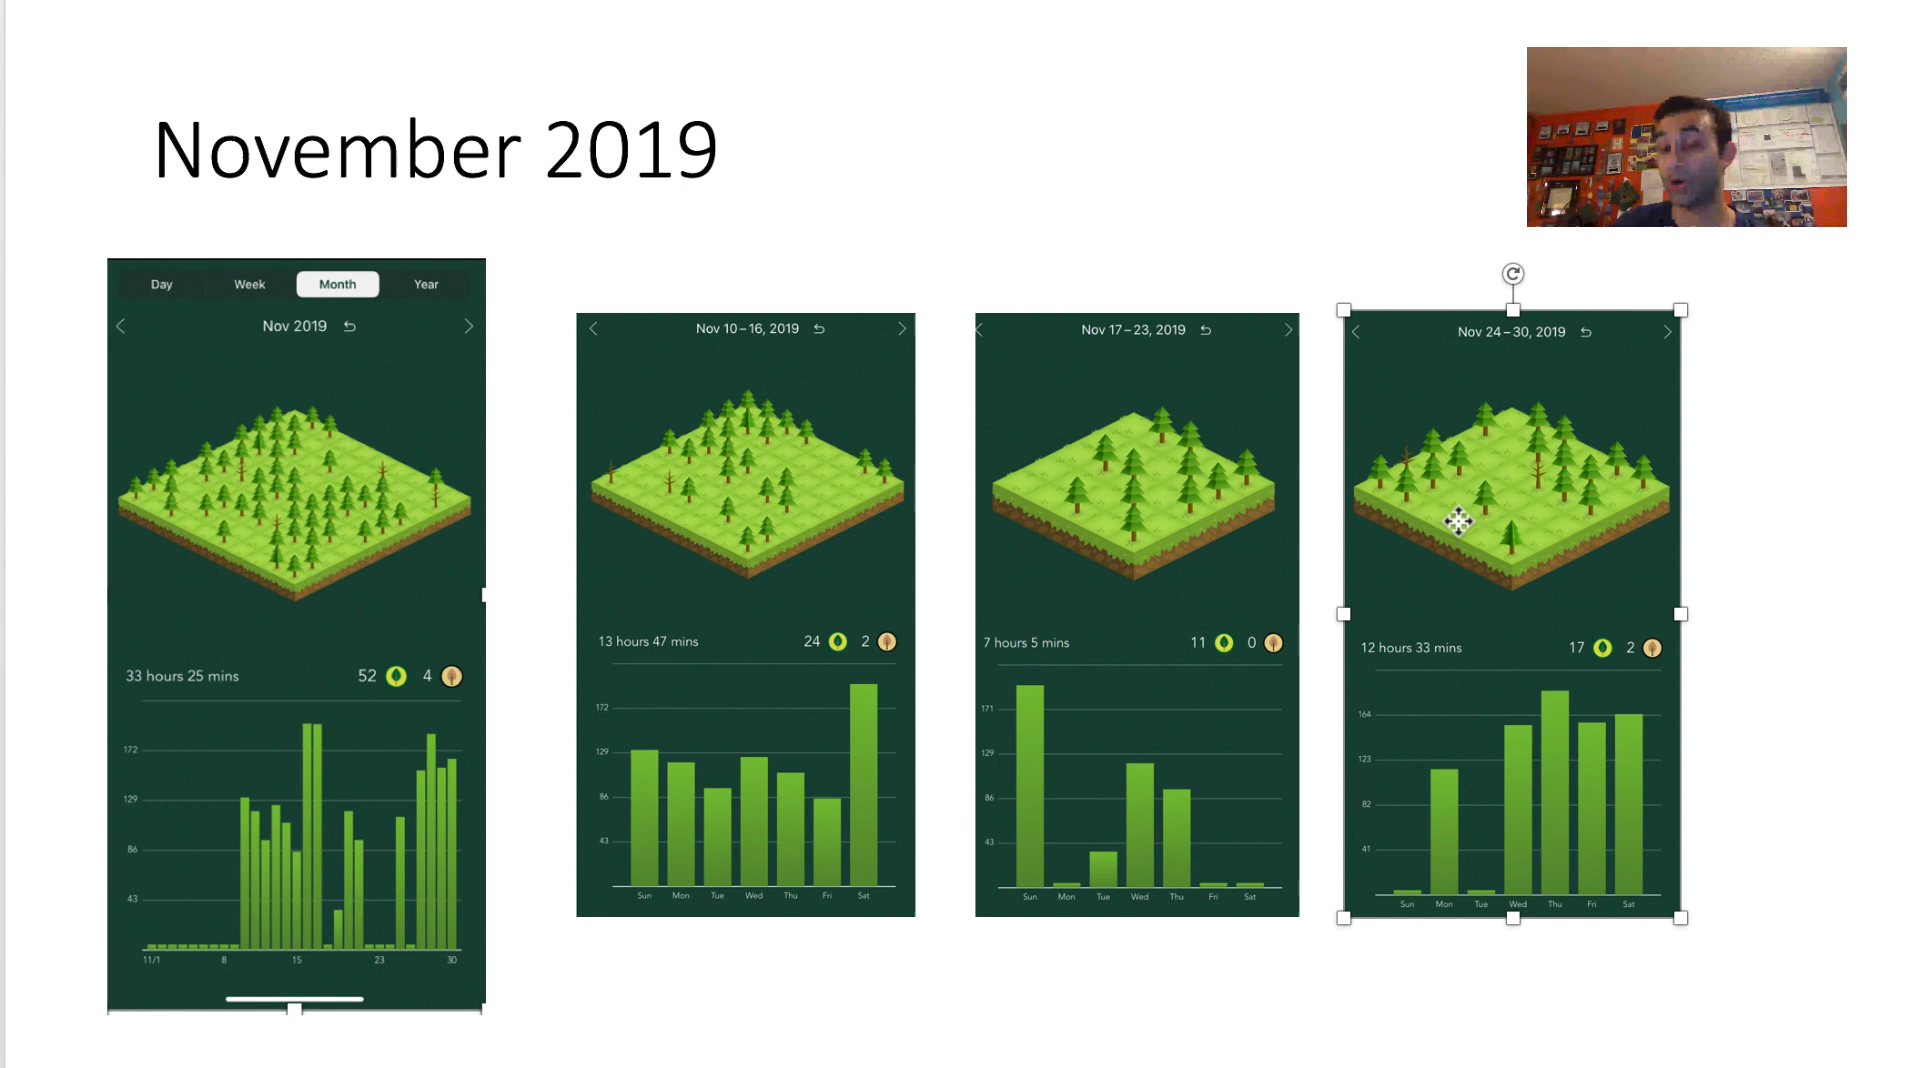 November 2019
Day Week Month Year
Nov 2019
33 hours 25 mins 52 4
172
129
86
43
11/1 8 15 23 30
Nov 10–16, 2019
13 hours 47 mins 24 2
172
129
86
43
Sun Mon Tue Wed Thu Fri Sat
Nov 17–23, 2019
7 hours 5 mins 11 0
171
129
86
43
Sun Mon Tue Wed Thu Fri Sat
Nov 24–30, 2019
12 hours 33 mins 17 2
164
123
82
41
Sun Mon Tue Wed Thu Fri Sat